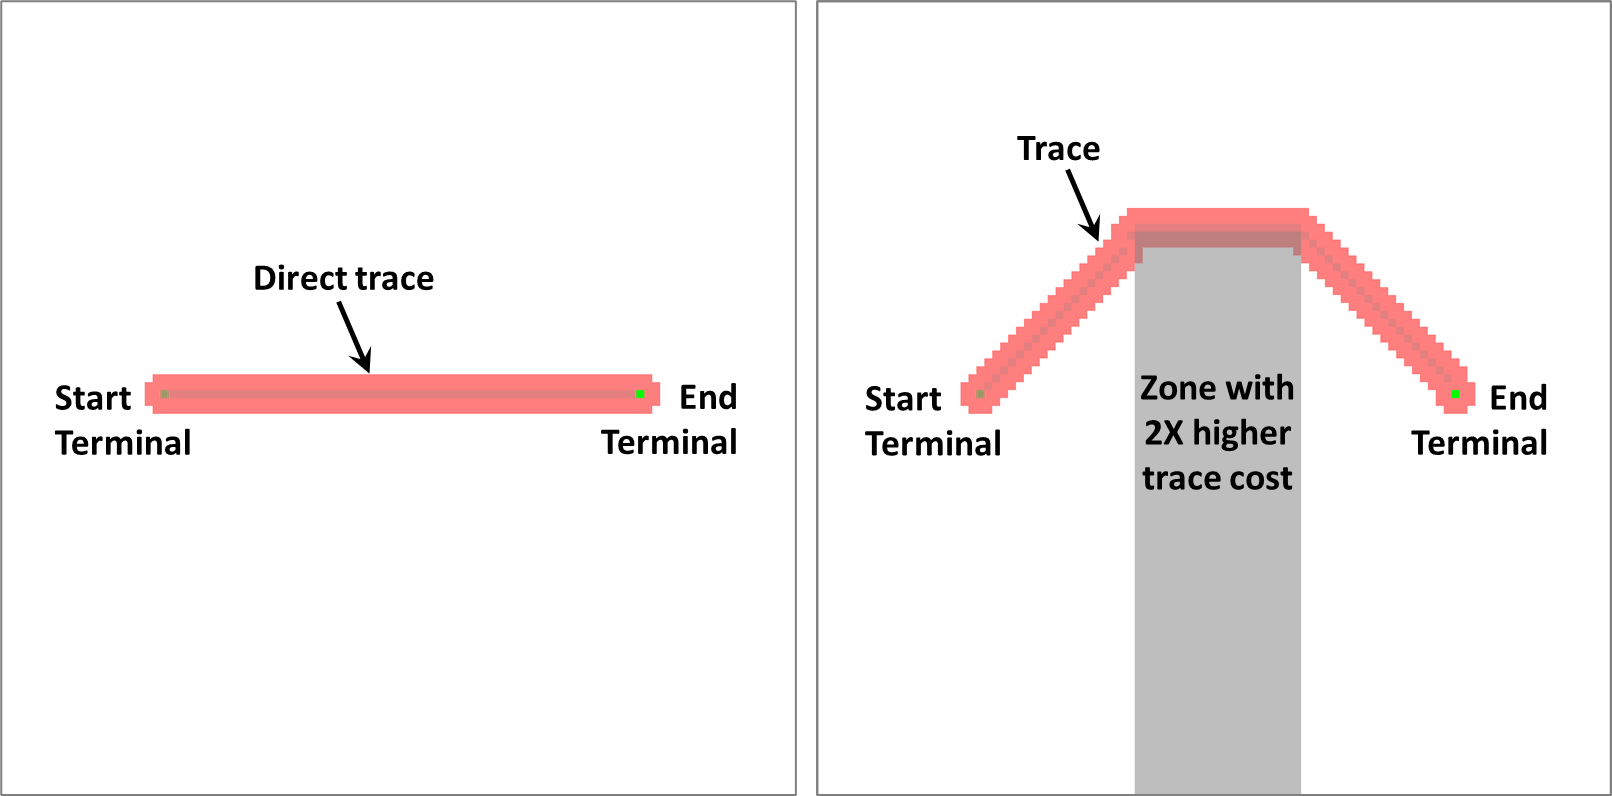 Direct trace
Start
Terminal
End
Terminal
Trace
Start
Terminal
Zone with
2X higher
trace cost
End
Terminal